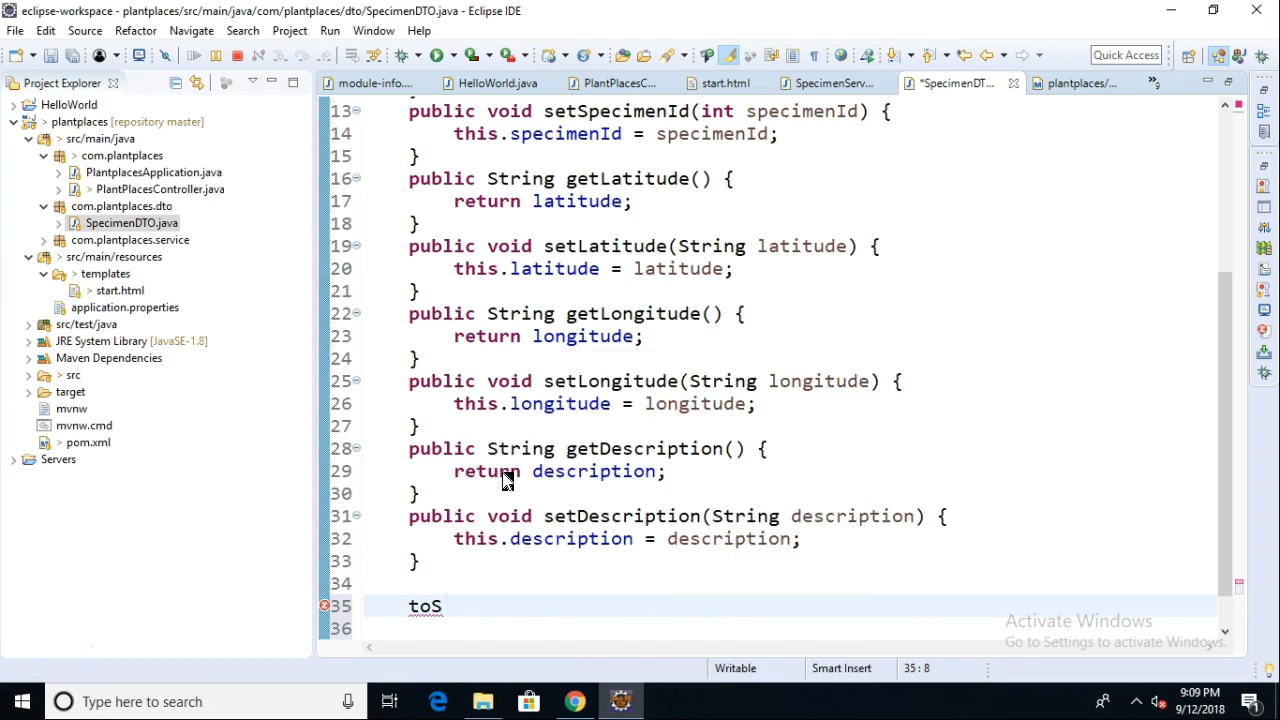 eclipse-workspace - plantplaces/src/main/java/com/plantplaces/dto/SpecimenDTO.java - Eclipse IDE
File Edit Source Refactor Navigate Search Project Run Window Help
Quick Access
Project Explorer
module-info... HelloWorld.java PlantPlacesC... start.html SpecimenServ... *SpecimenDT... plantplaces/... »9
HelloWorld
> plantplaces [repository master]
> src/main/java
> com.plantplaces
PlantplacesApplication.java
> PlantPlacesController.java
com.plantplaces.dto
SpecimenDTO.java
com.plantplaces.service
> src/main/resources
> templates
> start.html
application.properties
src/test/java
JRE System Library [JavaSE-1.8]
Maven Dependencies
> src
target
mvnw
mvnw.cmd
> pom.xml
Servers
13 public void setSpecimenId(int specimenId) {
14 this.specimenId = specimenId;
15 }
16 public String getLatitude() {
17 return latitude;
18 }
19 public void setLatitude(String latitude) {
20 this.latitude = latitude;
21 }
22 public String getLongitude() {
23 return longitude;
24 }
25 public void setLongitude(String longitude) {
26 this.longitude = longitude;
27 }
28 public String getDescription() {
29 return description;
30 }
31 public void setDescription(String description) {
32 this.description = description;
33 }
34
35 toS
36
Activate Windows
Go to Settings to activate Windows.
Writable Smart Insert 35 : 8
Type here to search
9:09 PM
9/12/2018
1